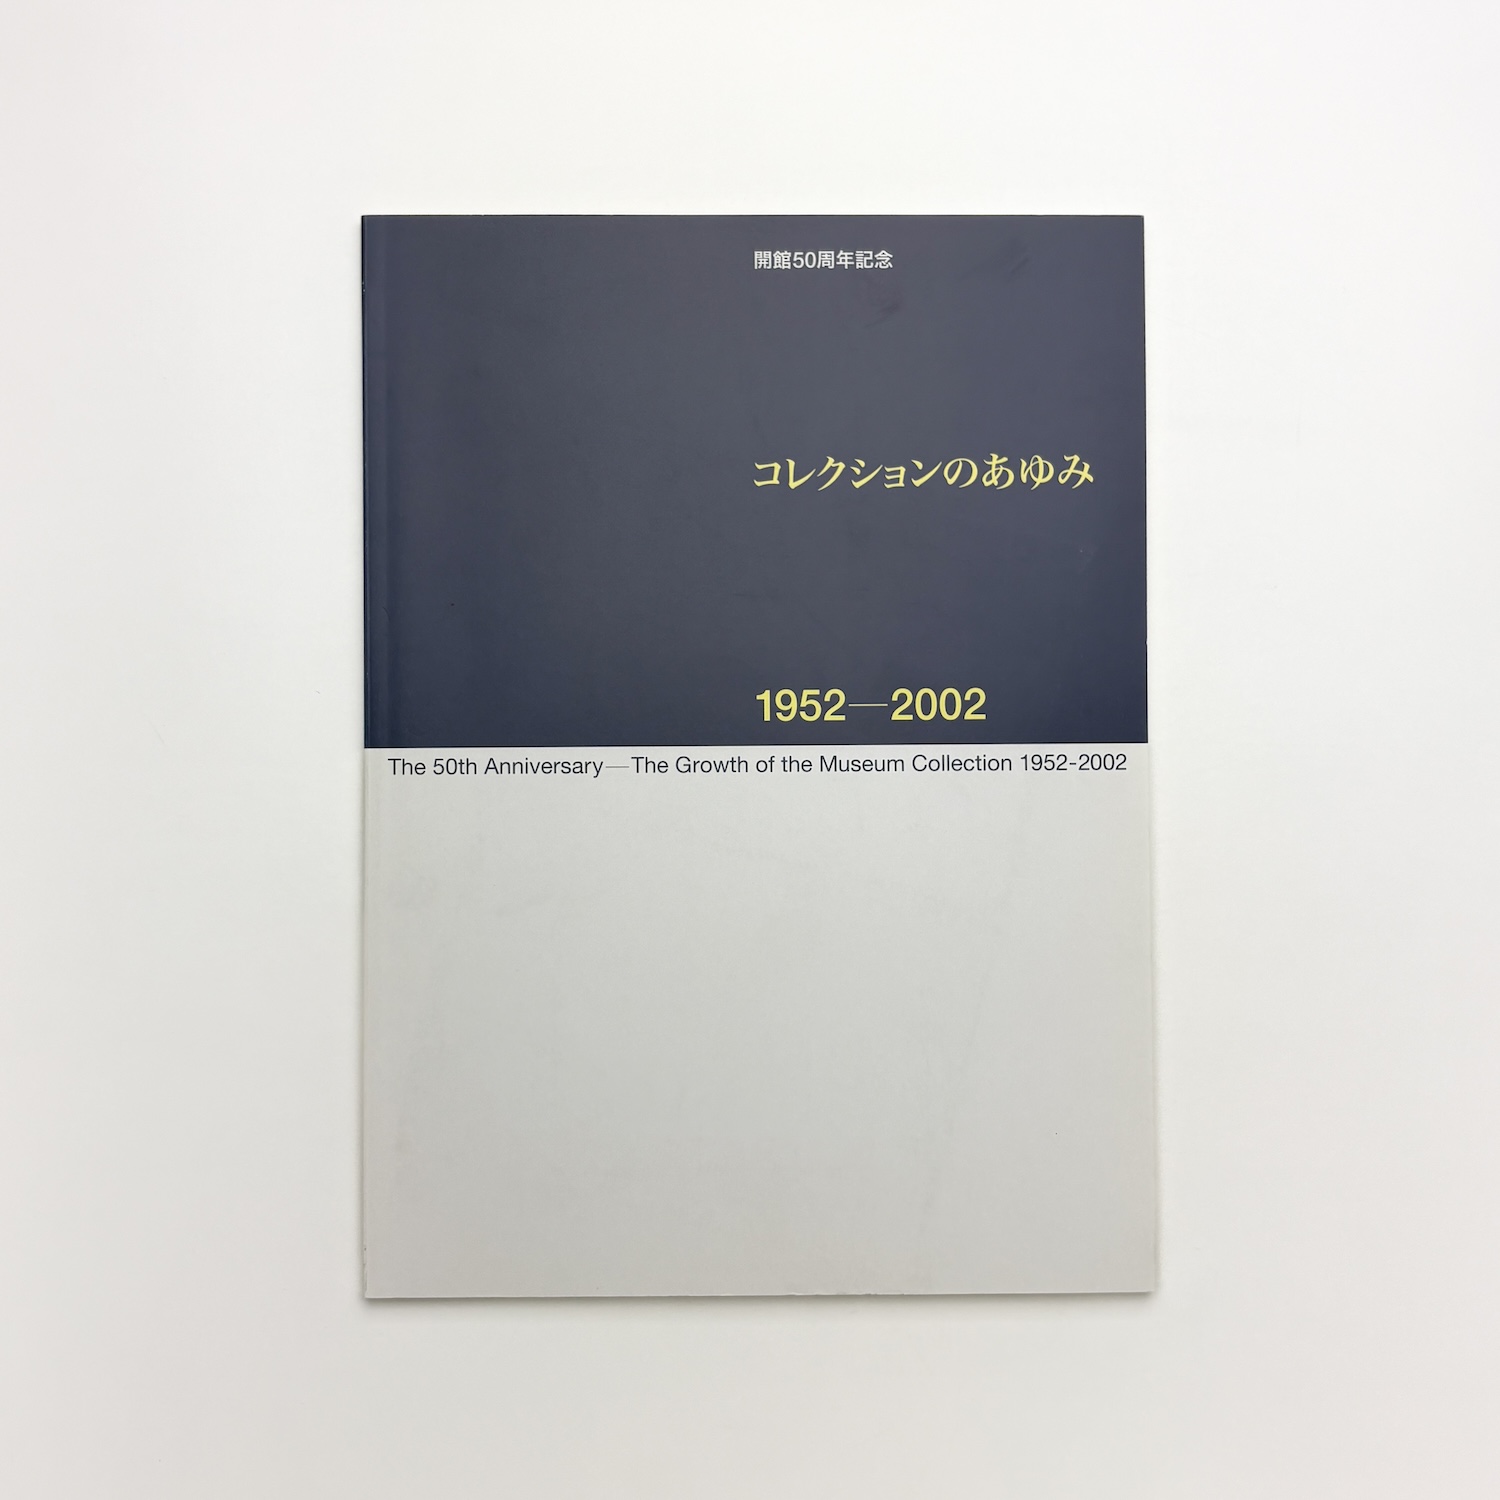 開館50周年記念
コレクションのあゆみ
1952—2002
The 50th Anniversary—The Growth of the Museum Collection 1952-2002